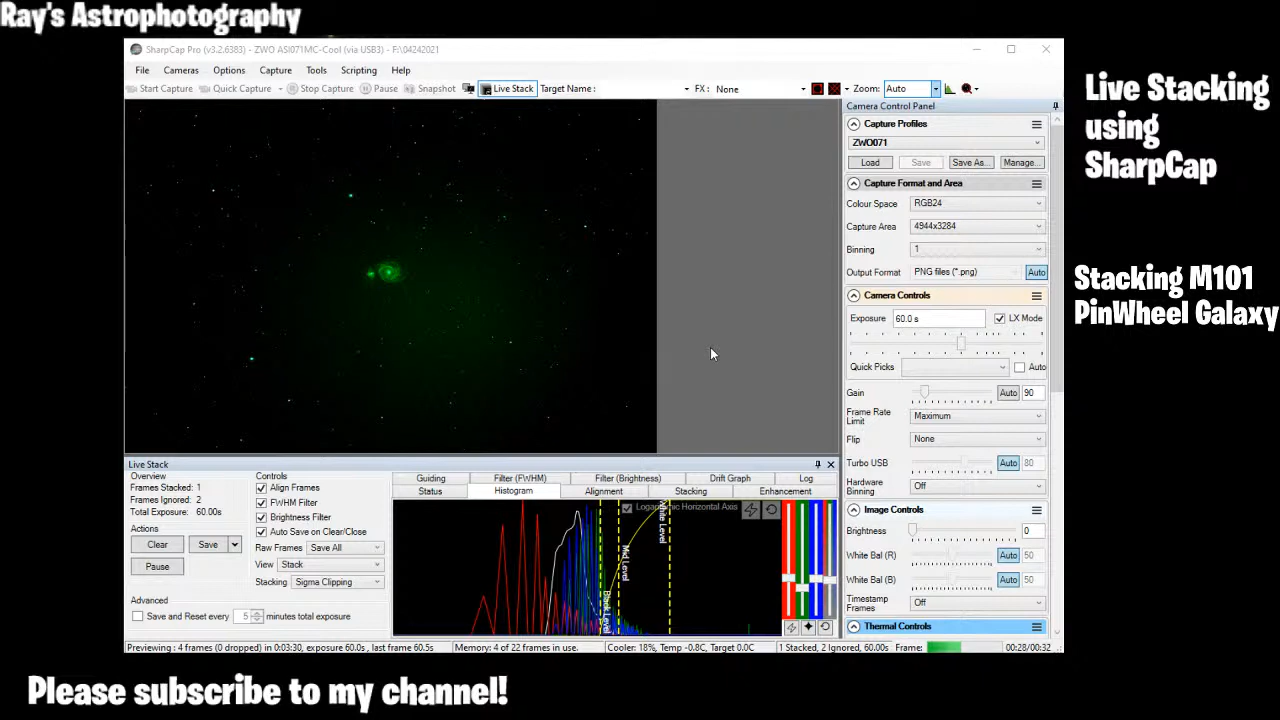 Ray's Astrophotography
SharpCap Pro (v3.2.6383) - ZWO ASI071MC-Cool (via USB3) - F:\04242021
File Cameras Options Capture Tools Scripting Help
Start Capture Quick Capture Stop Capture Pause Snapshot Live Stack Target Name: FX: None Zoom: Auto
Camera Control Panel
Capture Profiles
ZWO071
Load Save Save As... Manage...
Capture Format and Area
Colour Space RGB24
Capture Area 4944x3284
Binning 1
Output Format PNG files (*.png) Auto
Camera Controls
Exposure 60.0 s LX Mode
Quick Picks Auto
Gain Auto 90
Frame Rate Limit Maximum
Flip None
Turbo USB Auto 80
Hardware Binning Off
Image Controls
Brightness 0
White Bal (R) Auto 50
White Bal (B) Auto 50
Timestamp Frames Off
Thermal Controls
Live Stacking
using
SharpCap
Stacking M101
PinWheel Galaxy
Live Stack
Overview
Frames Stacked: 1
Frames Ignored: 2
Total Exposure: 60.00s
Actions
Clear Save
Pause
Controls
Align Frames
FWHM Filter
Brightness Filter
Auto Save on Clear/Close
Raw Frames Save All
View Stack
Stacking Sigma Clipping
Advanced
Save and Reset every 5 minutes total exposure
Guiding Filter (FWHM) Filter (Brightness) Drift Graph Log
Status Histogram Alignment Stacking Enhancement
Logarithmic Horizontal Axis
Black Level
Mid Level
White Level
Previewing : 4 frames (0 dropped) in 0:03:30, exposure 60.0s, last frame 60.5s Memory: 4 of 22 frames in use. Cooler: 18%, Temp -0.8C, Target 0.0C 1 Stacked, 2 Ignored, 60.00s Frame: 00:28/00:32
Please subscribe to my channel!